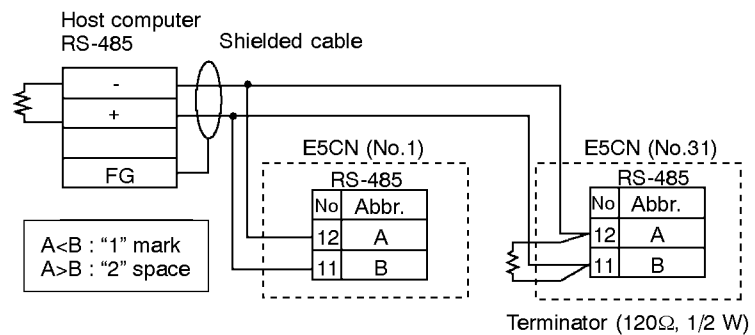 Host computer
RS-485
Shielded cable
-
+
FG
E5CN (No.1)
RS-485
No Abbr.
12 A
11 B
E5CN (No.31)
RS-485
No Abbr.
12 A
11 B
A<B : “1” mark
A>B : “2” space
Terminator (120Ω, 1/2 W)